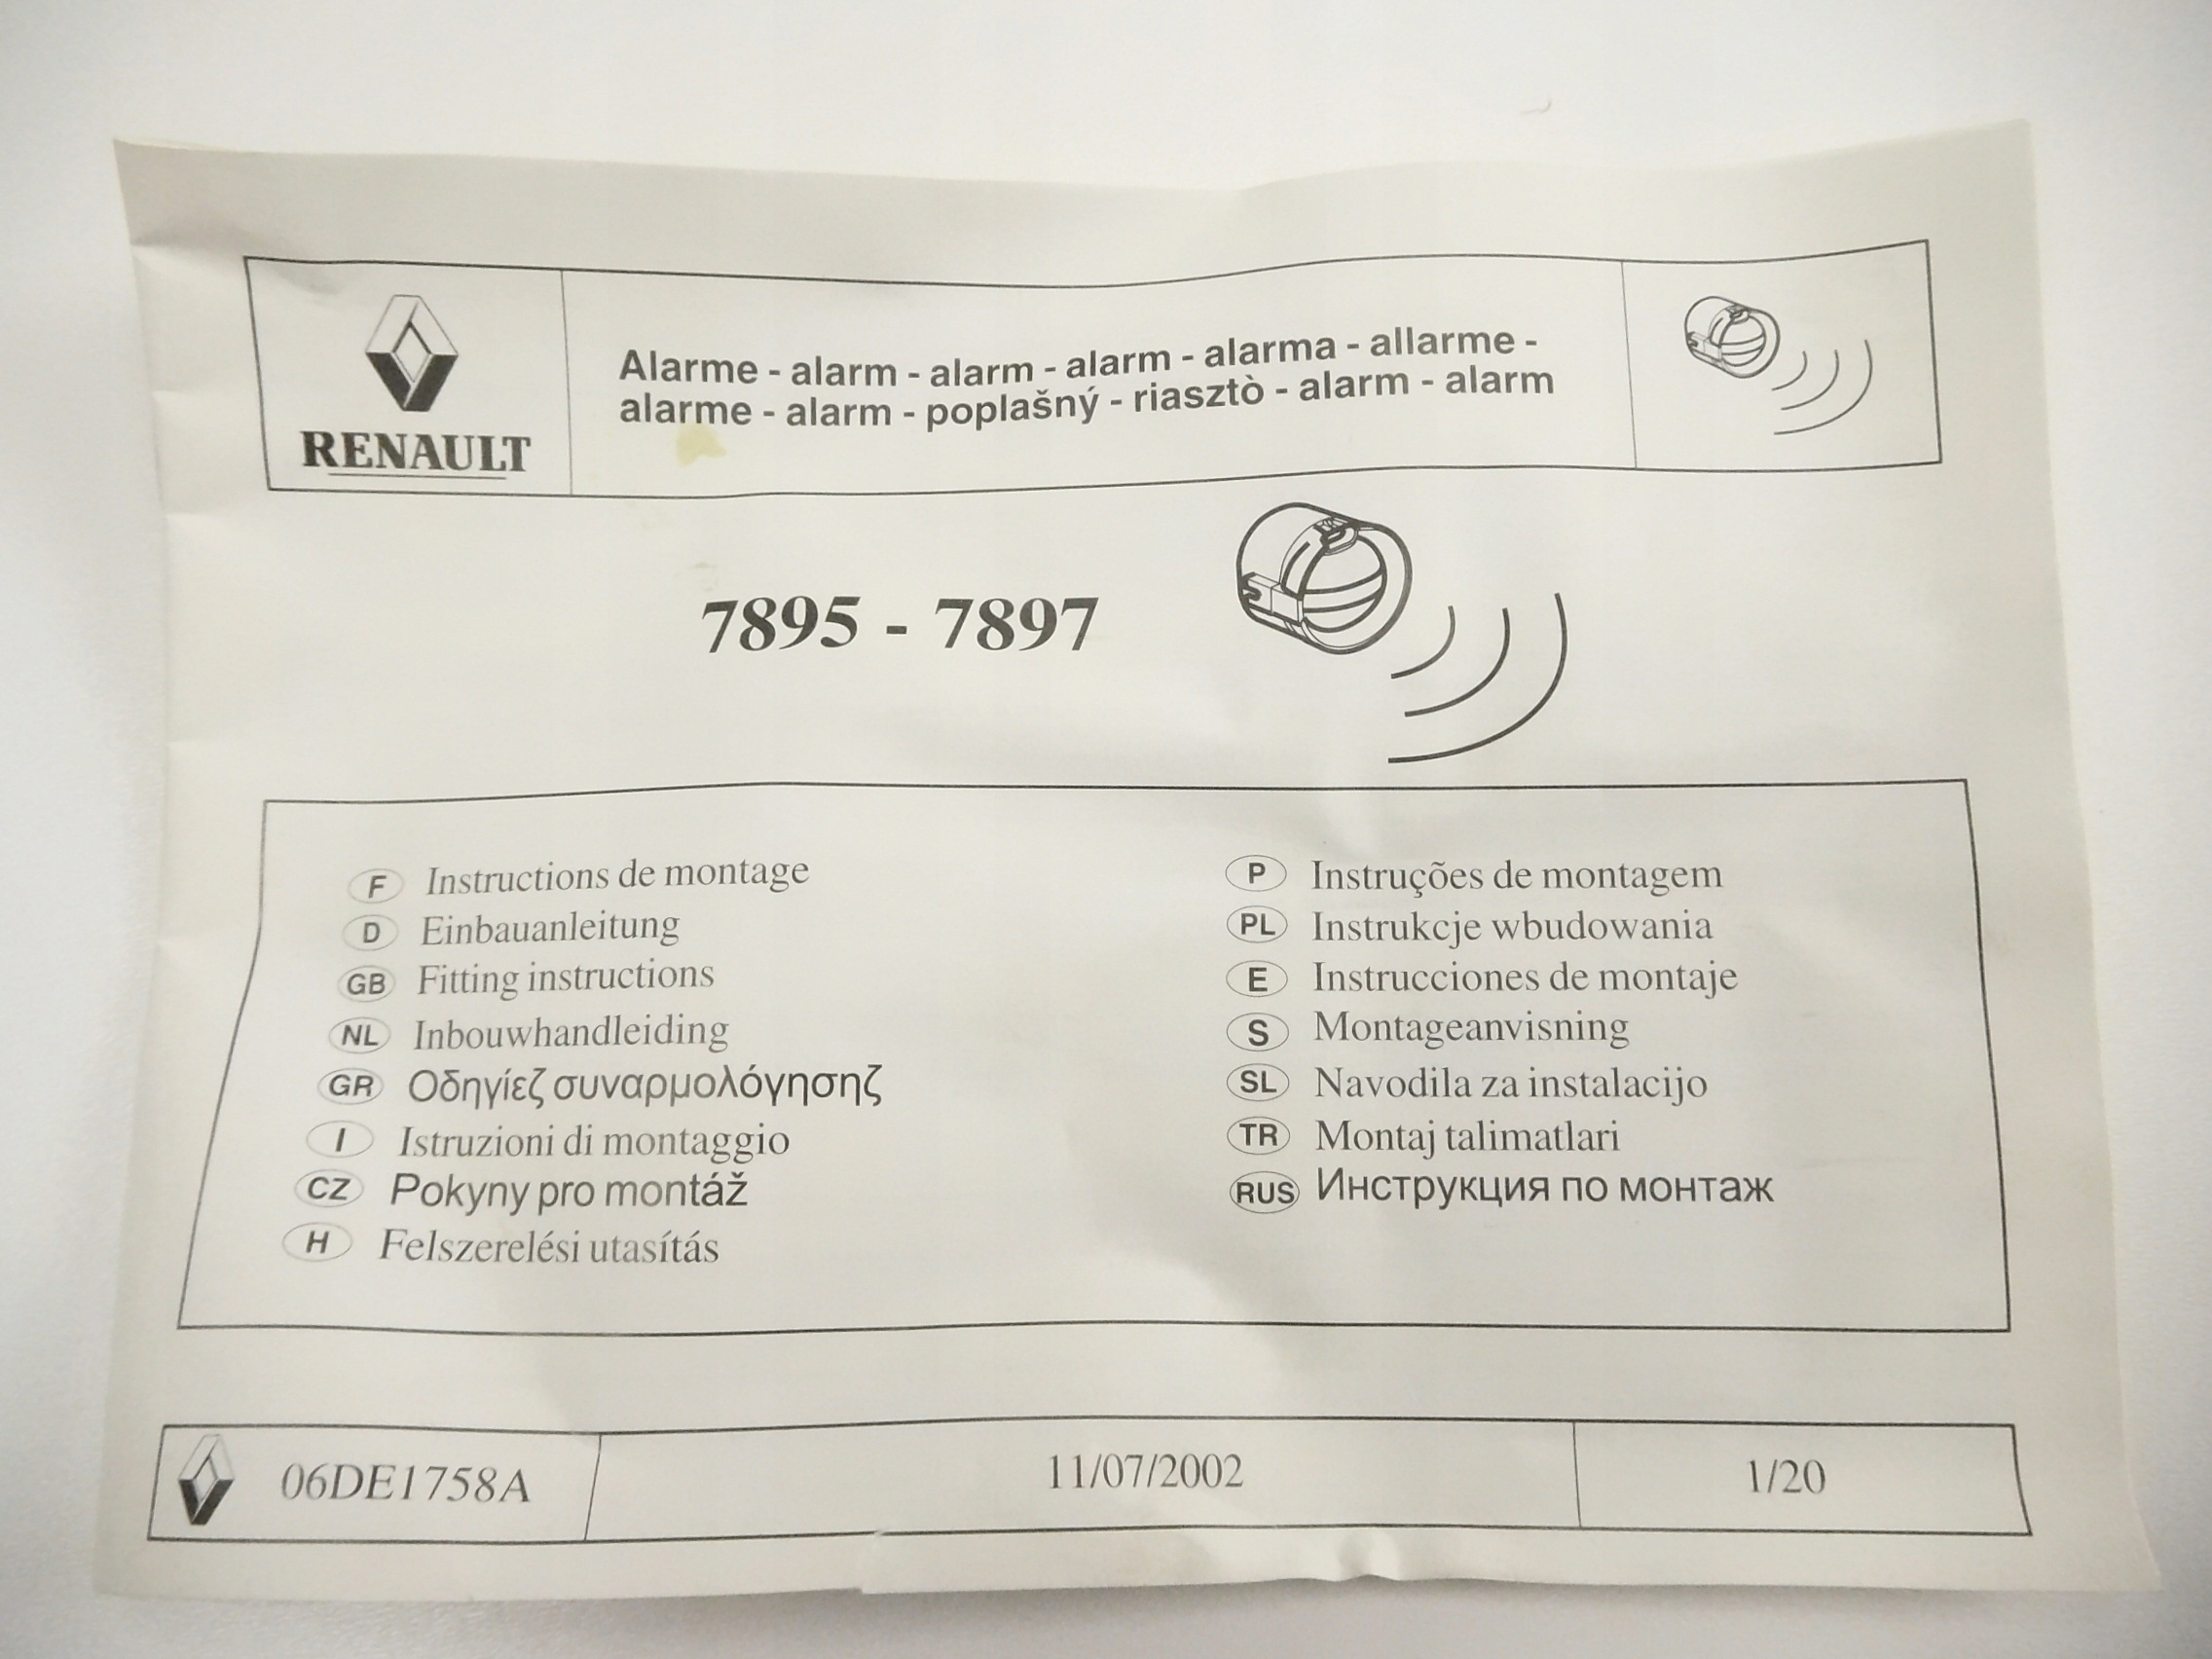 RENAULT
Alarme - alarm - alarm - alarm - alarma - allarme -
alarme - alarm - poplašný - riasztò - alarm - alarm
7895 - 7897
F Instructions de montage
D Einbauanleitung
GB Fitting instructions
NL Inbouwhandleiding
GR Οδηγίεζ συναρμολόγησηζ
I Istruzioni di montaggio
CZ Pokyny pro montáž
H Felszerelési utasítás
P Instruções de montagem
PL Instrukcje wbudowania
E Instrucciones de montaje
S Montageanvisning
SL Navodila za instalacijo
TR Montaj talimatlari
RUS Инструкция по монтаж
06DE1758A
11/07/2002
1/20